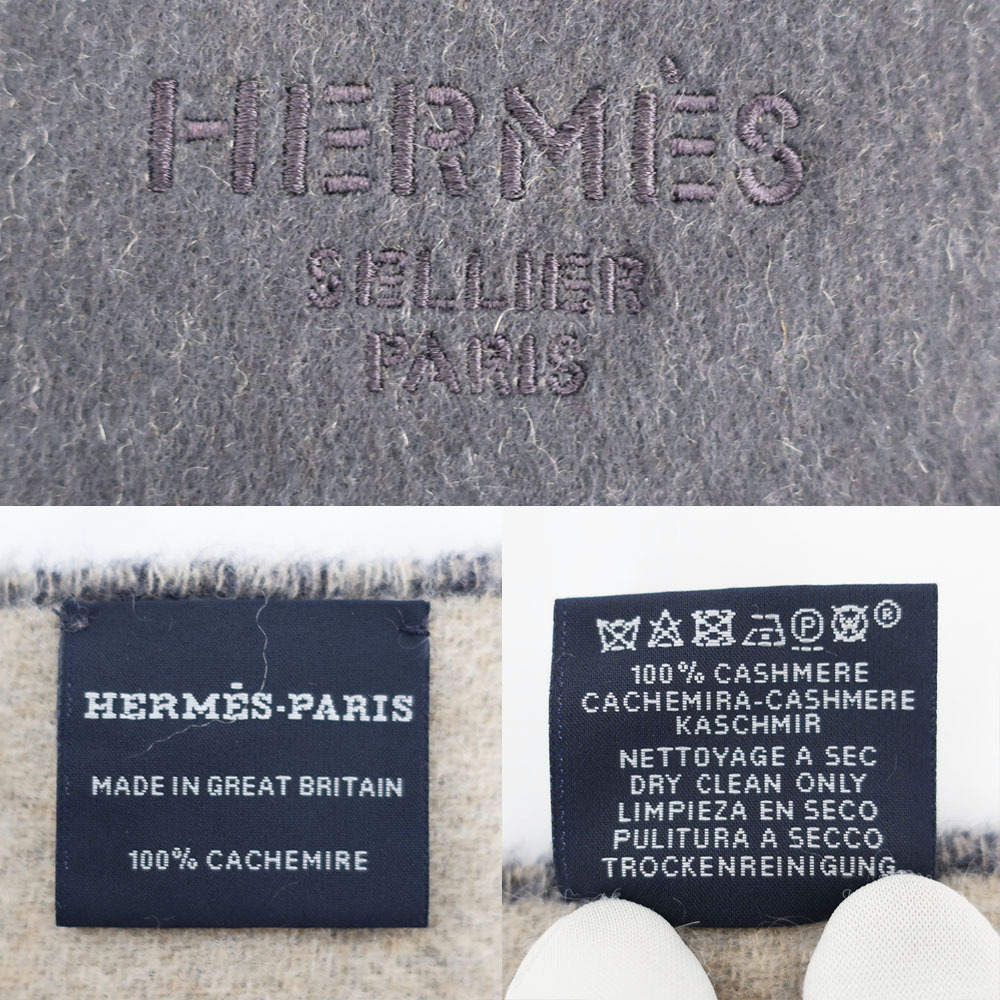 HERMÈS
SELLIER
PARIS
HERMÈS-PARIS
MADE IN GREAT BRITAIN
100% CACHEMIRE
P W ®
100% CASHMERE
CACHEMIRA-CASHMERE
KASCHMIR
NETTOYAGE A SEC
DRY CLEAN ONLY
LIMPIEZA EN SECO
PULITURA A SECCO
TROCKENREINIGUNG